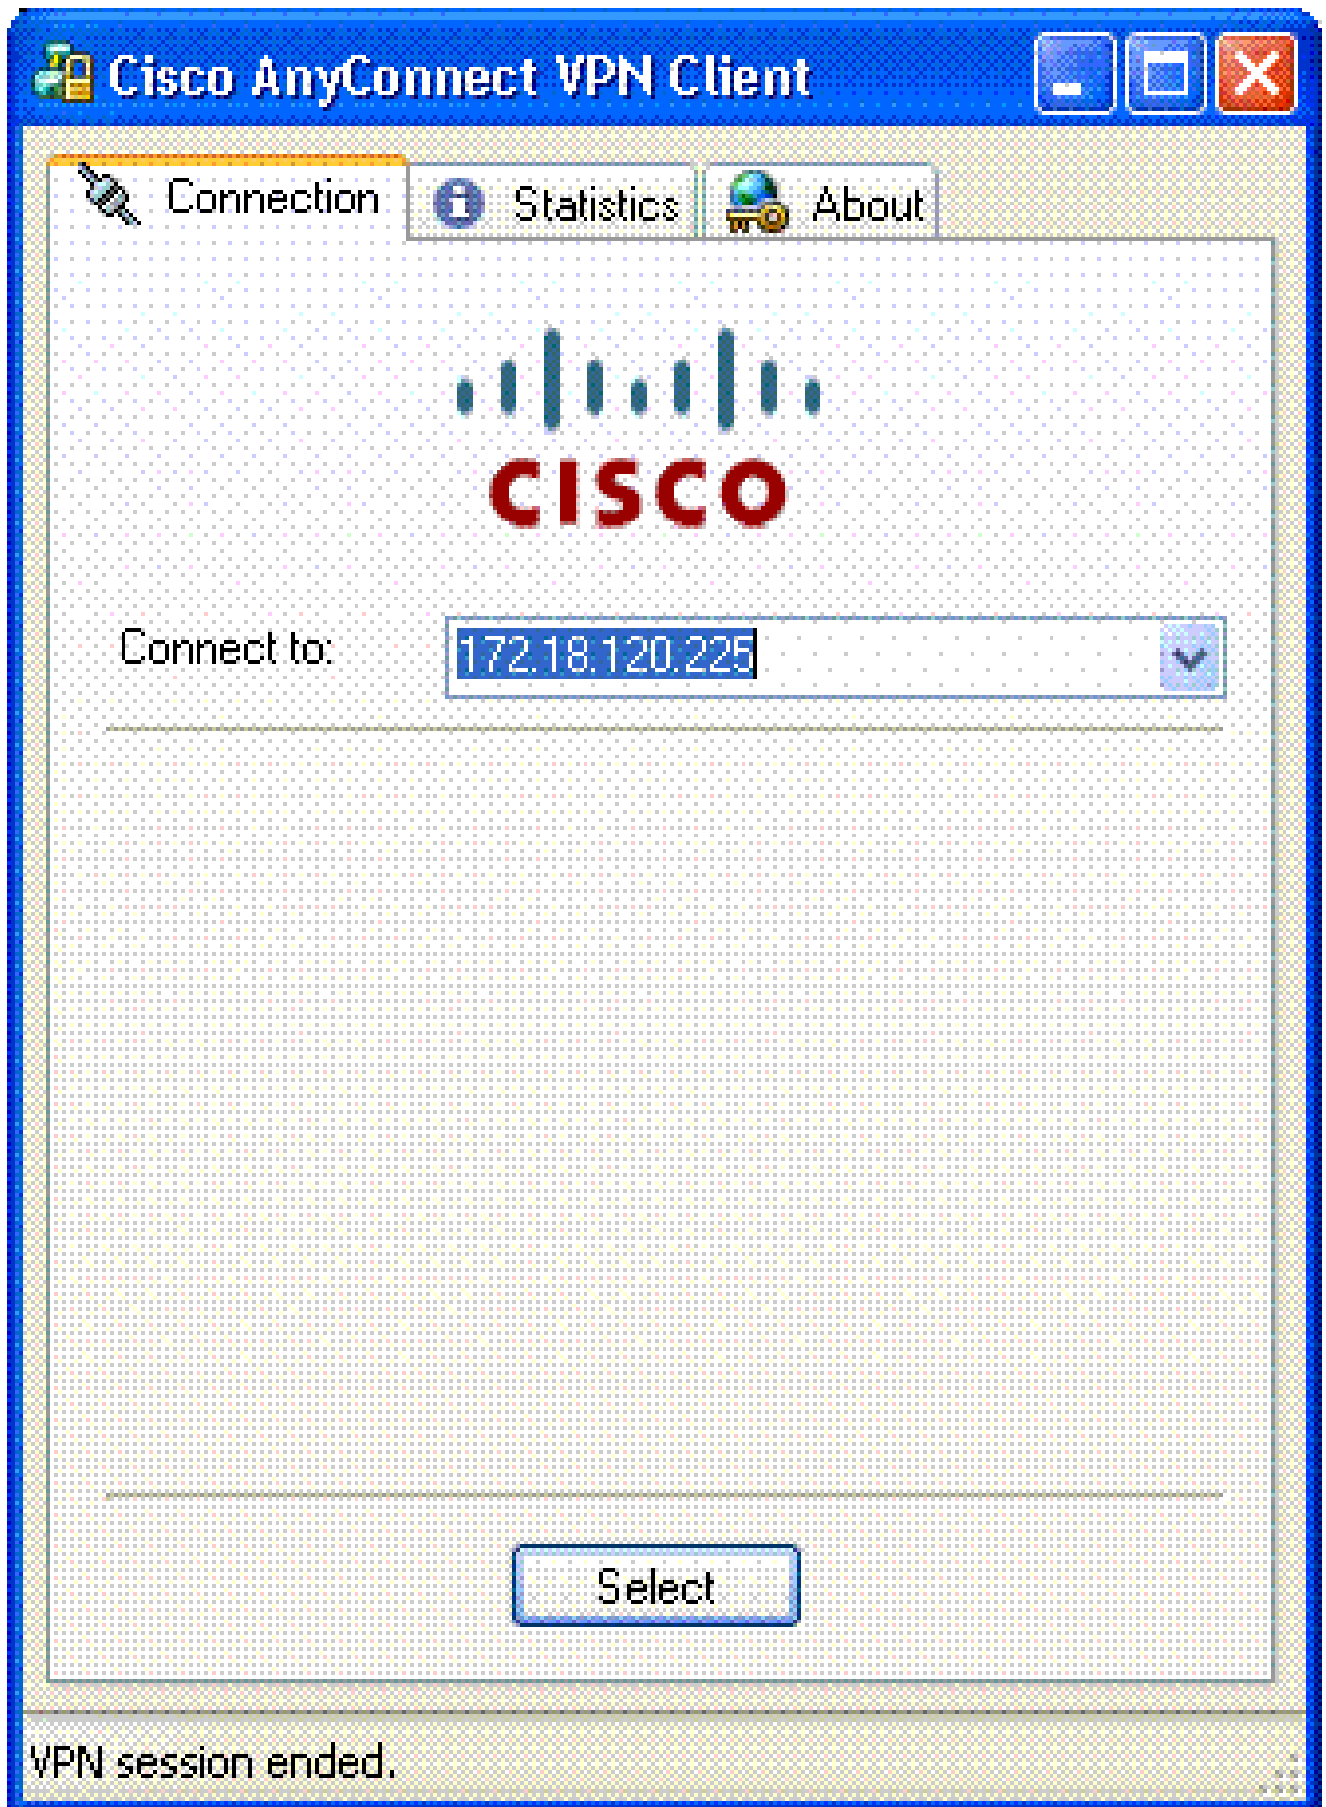 Cisco AnyConnect VPN Client
Connection Statistics About
CISCO
Connect to: 172.18.120.225
Select
VPN session ended.